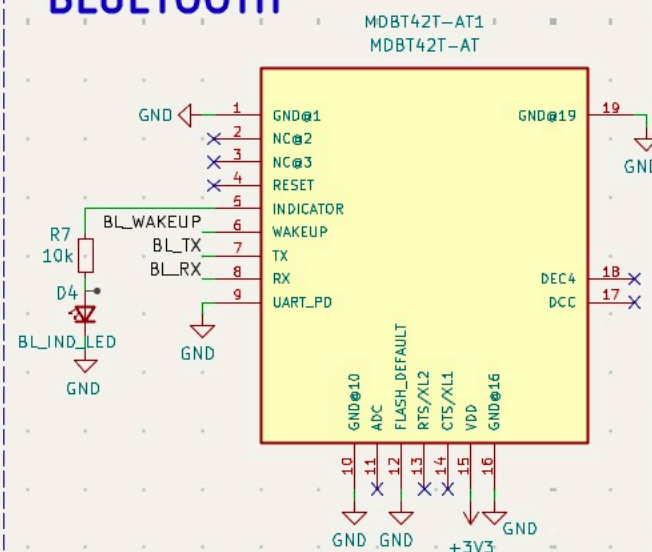 BLUETOOTH
MDBT42T-AT1
MDBT42T-AT
GND
1
GND@1
GND@19
19
2
NC@2
GND
3
NC@3
4
RESET
5
INDICATOR
BL_WAKEUP
6
WAKEUP
R7
10k
BL_TX
7
TX
BL_RX
8
RX
DEC4
18
D4
9
UART_PD
DCC
17
BL_IND_LED
GND
GND
GND@10
ADC
FLASH_DEFAULT
RTS/XL2
CTS/XL1
VDD
GND@16
10
11
12
13
14
15
16
GND
GND
+3V3
GND